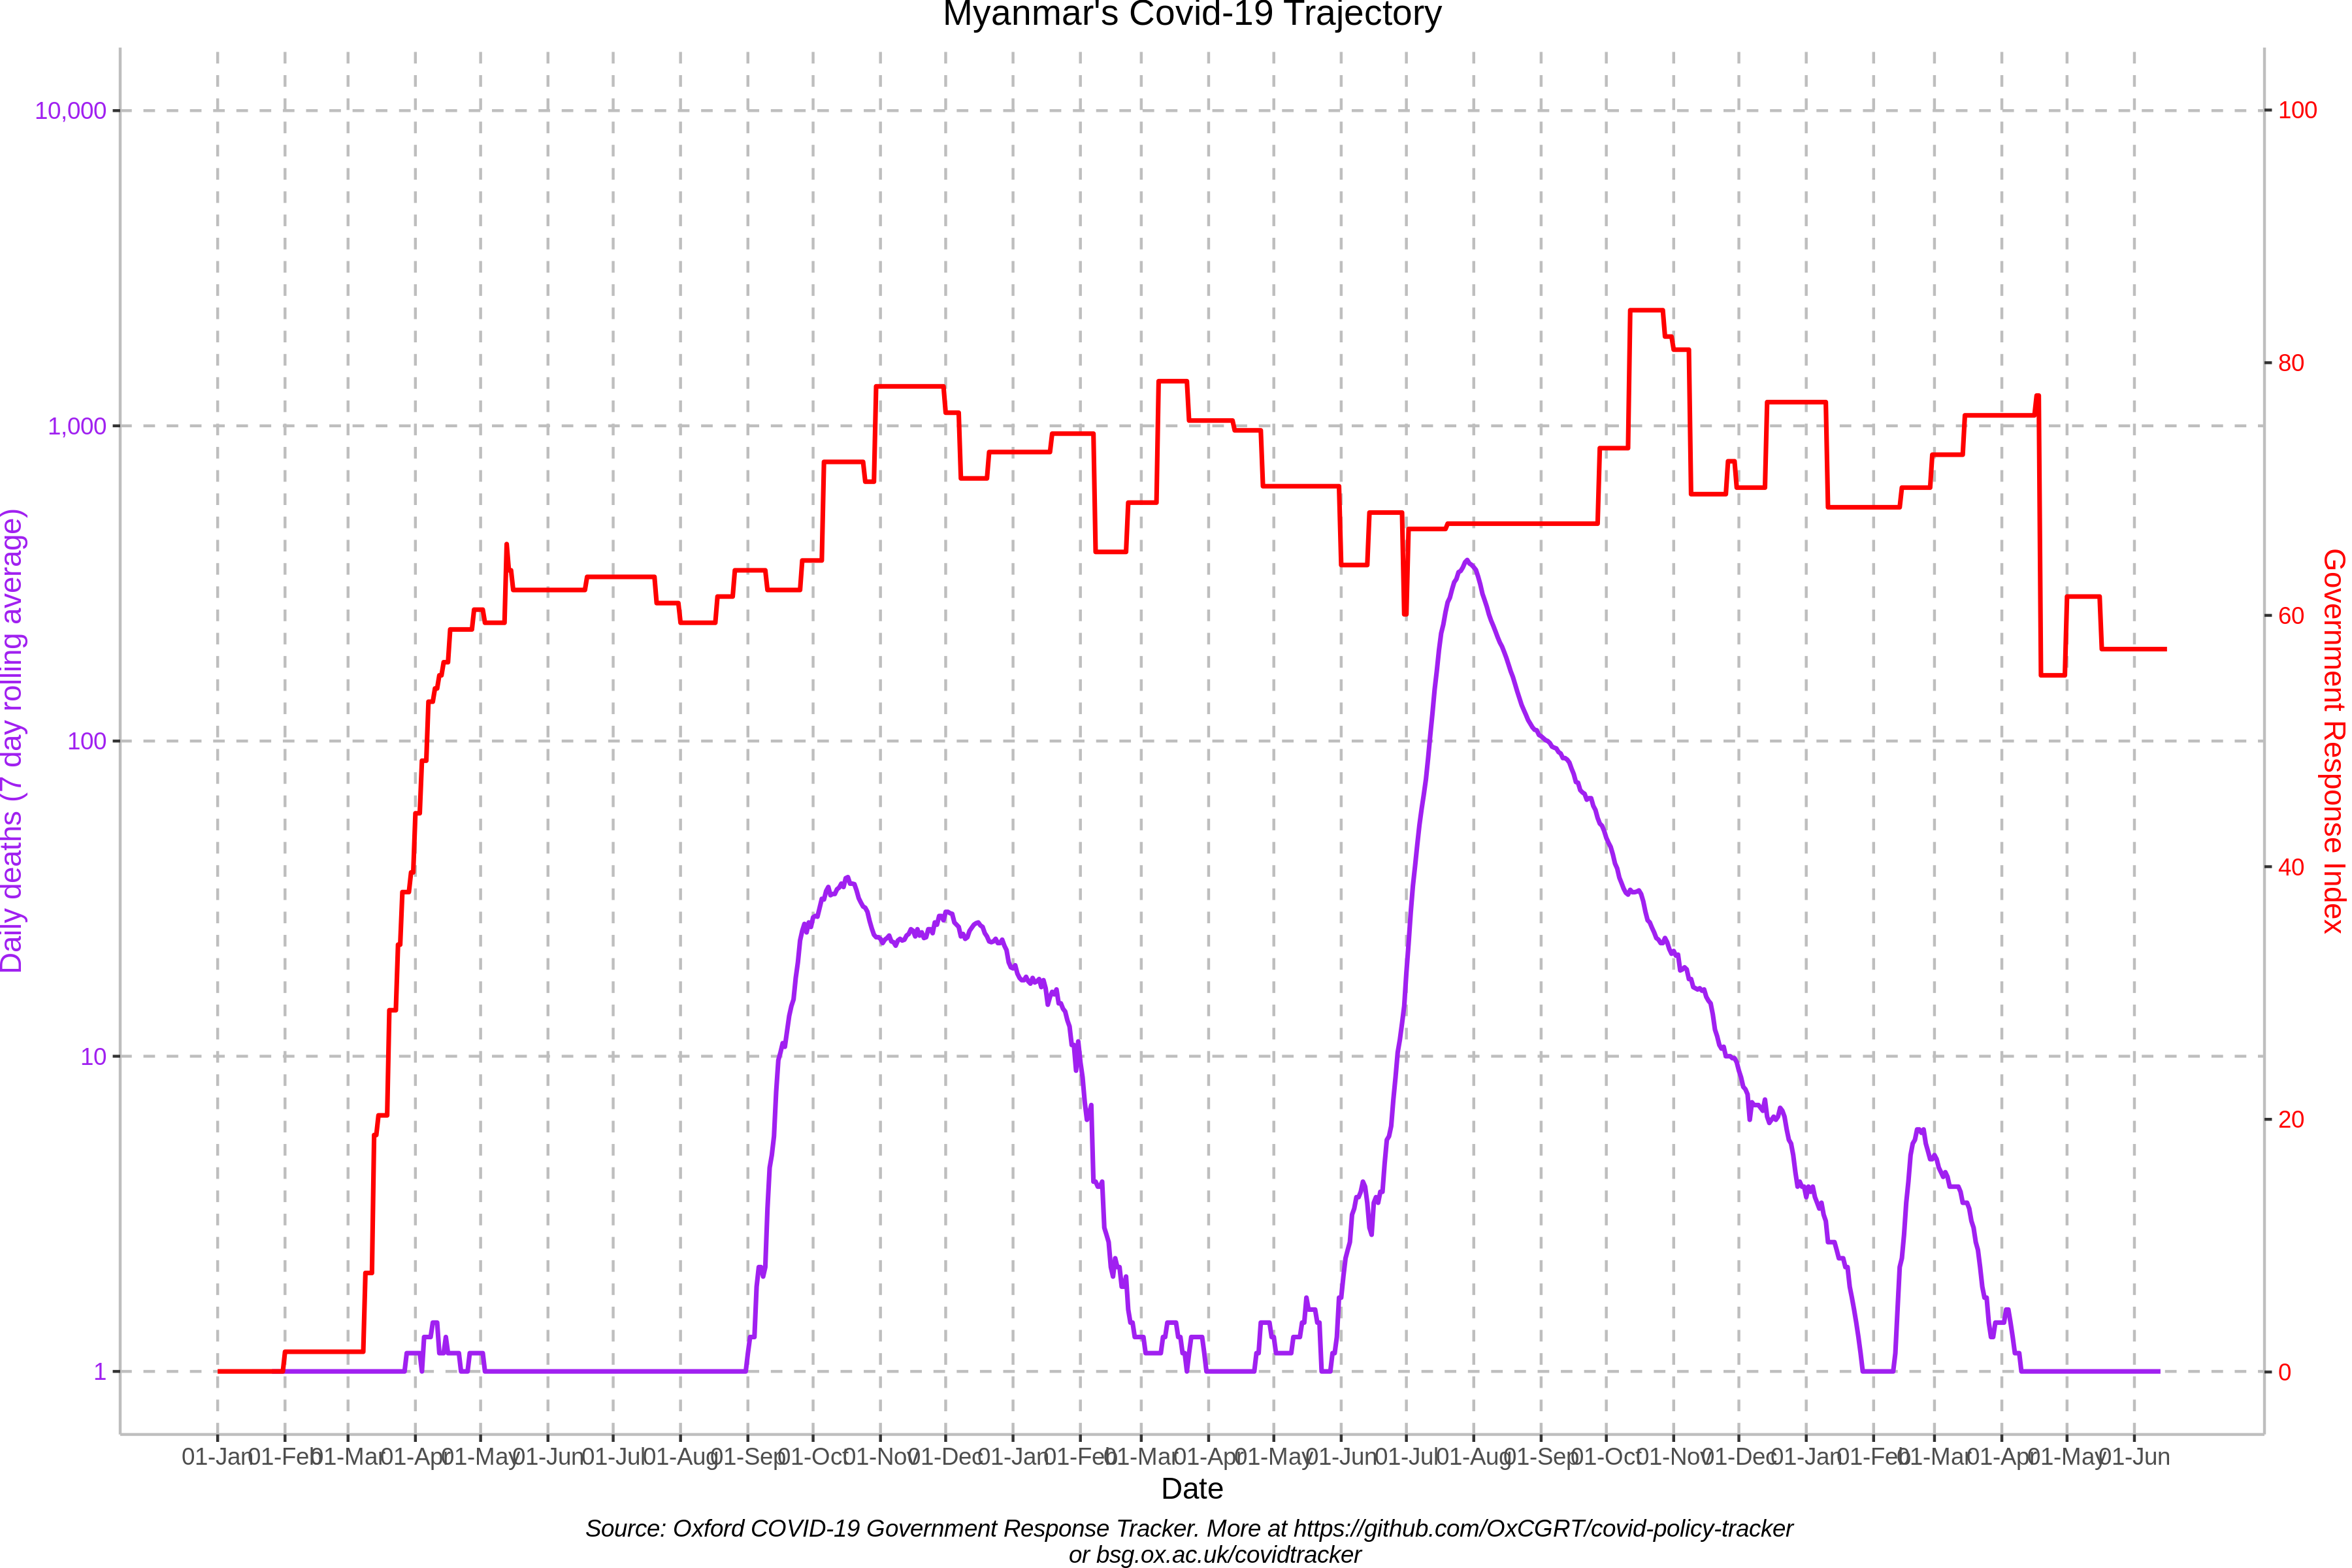 Myanmar's Covid-19 Trajectory
10,000
1,000
100
10
1
Daily deaths (7 day rolling average)
100
80
60
40
20
0
Government Response Index
01-Jan 01-Feb 01-Mar 01-Apr 01-May 01-Jun 01-Jul 01-Aug 01-Sep 01-Oct 01-Nov 01-Dec 01-Jan 01-Feb 01-Mar 01-Apr 01-May 01-Jun 01-Jul 01-Aug 01-Sep 01-Oct 01-Nov 01-Dec 01-Jan 01-Feb 01-Mar 01-Apr 01-May 01-Jun
Date
Source: Oxford COVID-19 Government Response Tracker. More at https://github.com/OxCGRT/covid-policy-tracker
or bsg.ox.ac.uk/covidtracker